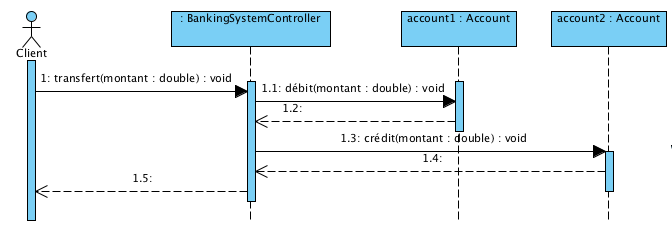 : BankingSystemController
account1 : Account
account2 : Account
Client
1: transfert(montant : double) : void
1.1: débit(montant : double) : void
1.2:
1.3: crédit(montant : double) : void
1.4:
1.5: